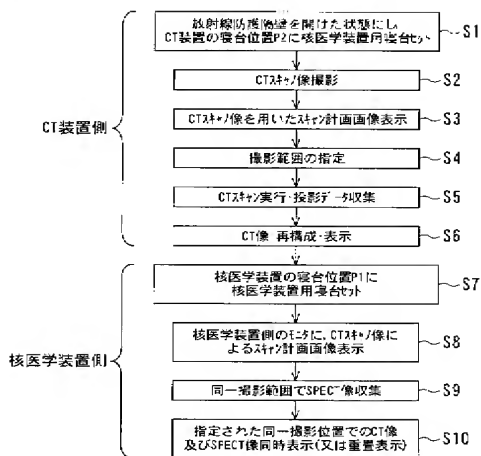 放射線防護隔壁を開けた状態にし
CT装置の寝台位置P2に核医学装置用寝台セット
S1
CTスキャノ像撮影
S2
CTスキャノ像を用いたスキャン計画画像表示
S3
撮影範囲の指定
S4
CTスキャン実行・投影データ収集
S5
CT像 再構成・表示
S6
CT装置側
核医学装置の寝台位置P1に
核医学装置用寝台セット
S7
核医学装置側のモニタに、CTスキャノ像に
よるスキャン計画画像表示
S8
同一撮影範囲でSPECT像収集
S9
指定された同一撮影位置でのCT像
及びSPECT像同時表示(又は重畳表示)
S10
核医学装置側